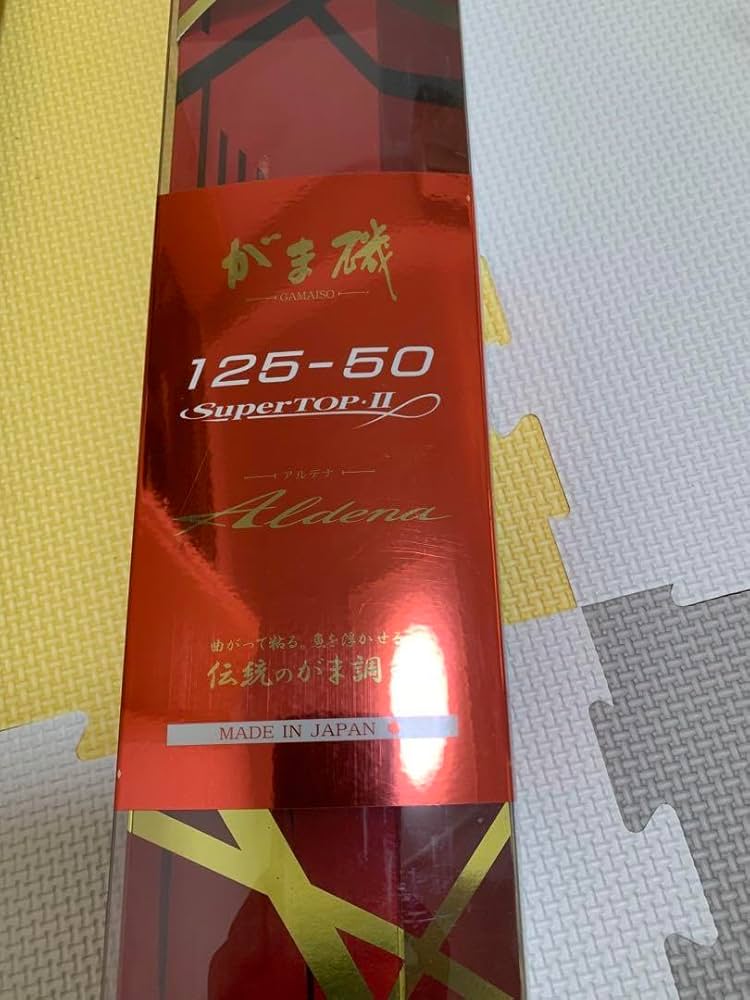 がま磯
GAMAISO
125-50
SuperTOP・II
アルデナ
Aldena
曲がって粘る。魚を浮かせる
伝統のがま調
MADE IN JAPAN